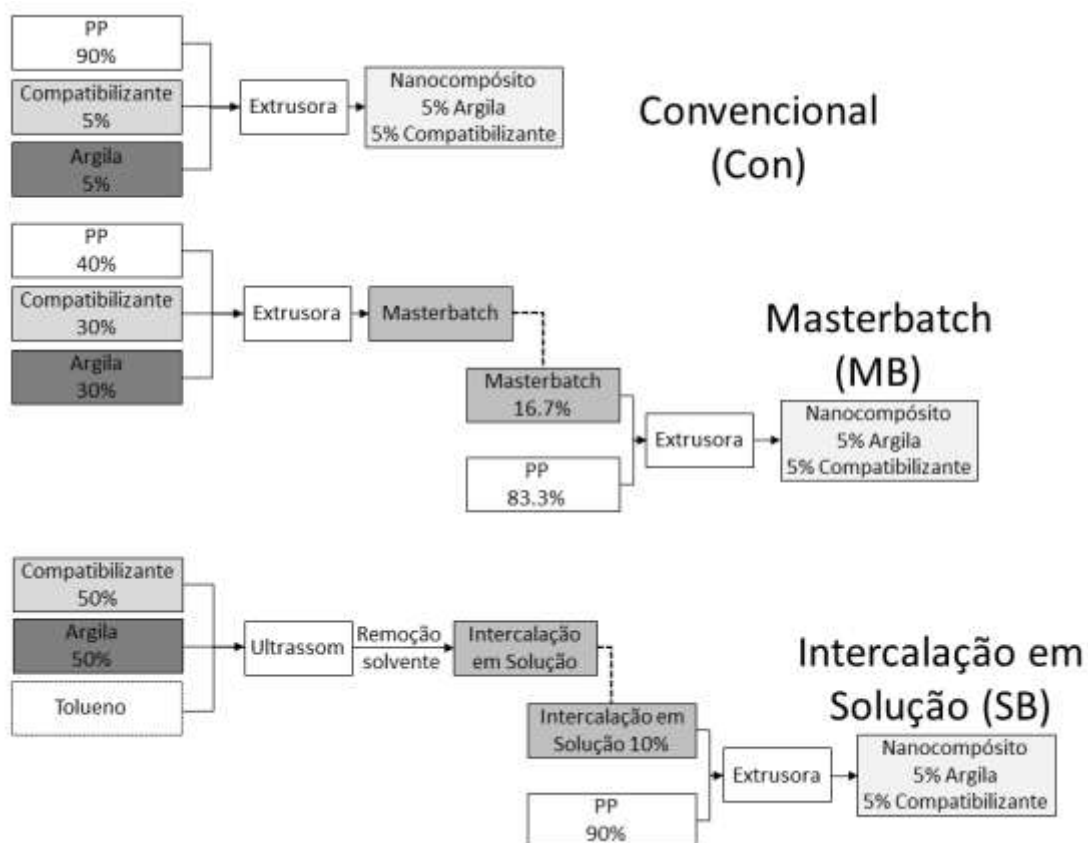 PP
90%
Compatibilizante
5%
Argila
5%
Extrusora
Nanocompósito
5% Argila
5% Compatibilizante
Convencional
(Con)
PP
40%
Compatibilizante
30%
Argila
30%
Extrusora
Masterbatch
Masterbatch
16.7%
PP
83.3%
Extrusora
Masterbatch
(MB)
Nanocompósito
5% Argila
5% Compatibilizante
Compatibilizante
50%
Argila
50%
Tolueno
Ultrassom
Remoção
solvente
Intercalação
em Solução
Intercalação em
Solução 10%
PP
90%
Extrusora
Intercalação em
Solução (SB)
Nanocompósito
5% Argila
5% Compatibilizante